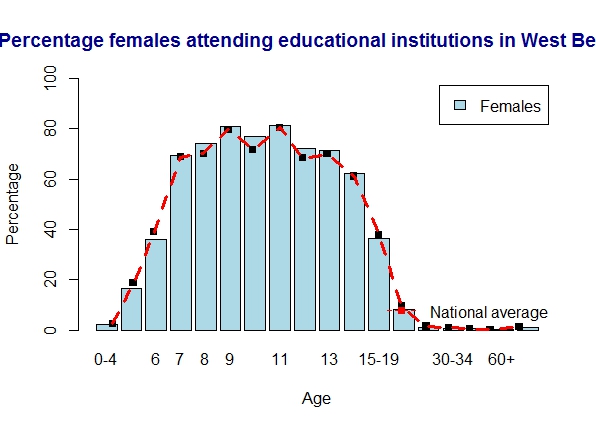 Percentage females attending educational institutions in West Be
Females
Percentage
100
80
60
40
20
0
National average
0-4 6 7 8 9 11 13 15-19 30-34 60+
Age